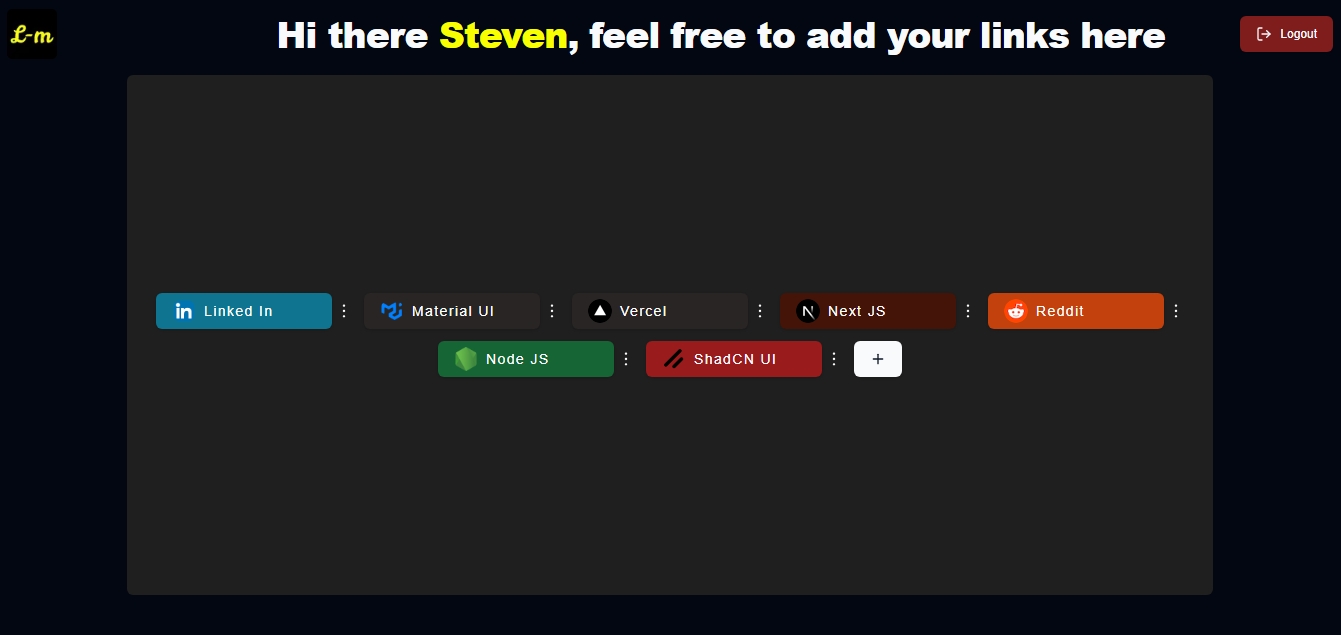 L-m
Hi there Steven, feel free to add your links here
Logout
in Linked In
Material UI
Vercel
N Next JS
Reddit
Node JS
ShadCN UI
+